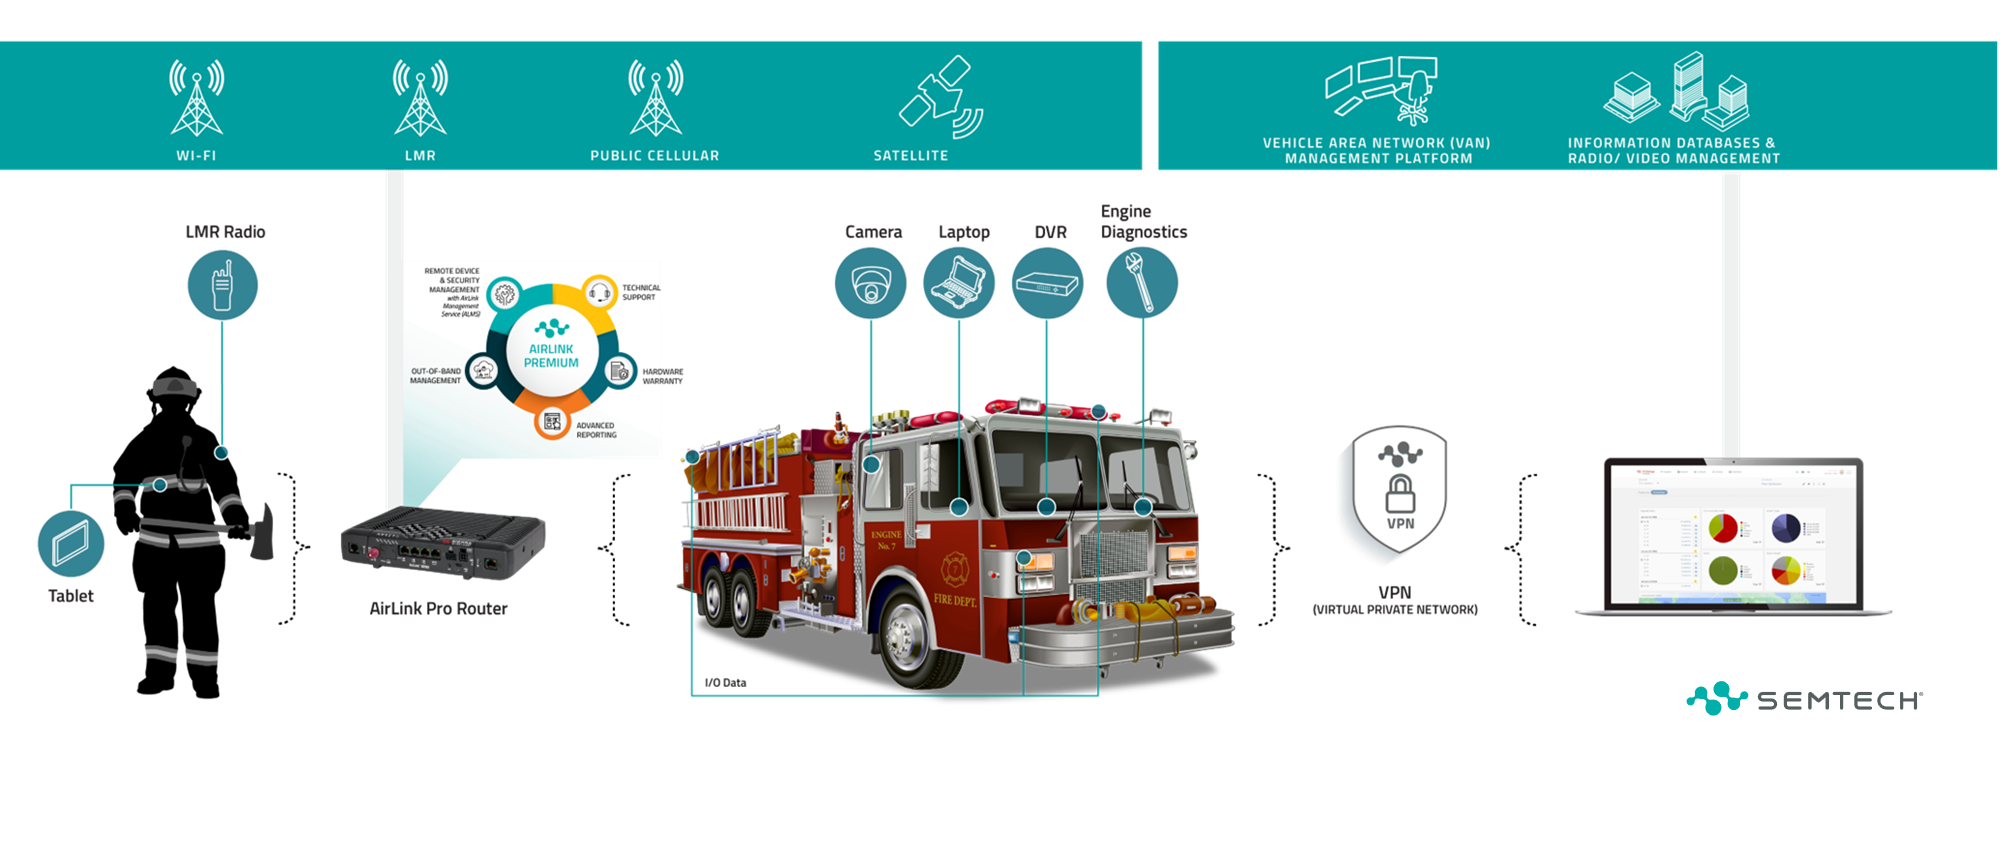 WI-FI
LMR
PUBLIC CELLULAR
SATELLITE
VEHICLE AREA NETWORK (VAN)
MANAGEMENT PLATFORM
INFORMATION DATABASES &
RADIO/ VIDEO MANAGEMENT
LMR Radio
Camera
Laptop
DVR
Engine
Diagnostics
REMOTE DEVICE
& SECURITY
MANAGEMENT
with AirLink
Management
Service (ALMS)
TECHNICAL
SUPPORT
AIRLINK
PREMIUM
OUT-OF-BAND
MANAGEMENT
HARDWARE
WARRANTY
ADVANCED
REPORTING
Tablet
AirLink Pro Router
ENGINE
No. 7
7
FIRE DEPT.
I/O Data
VPN
VPN
(VIRTUAL PRIVATE NETWORK)
SEMTECH®